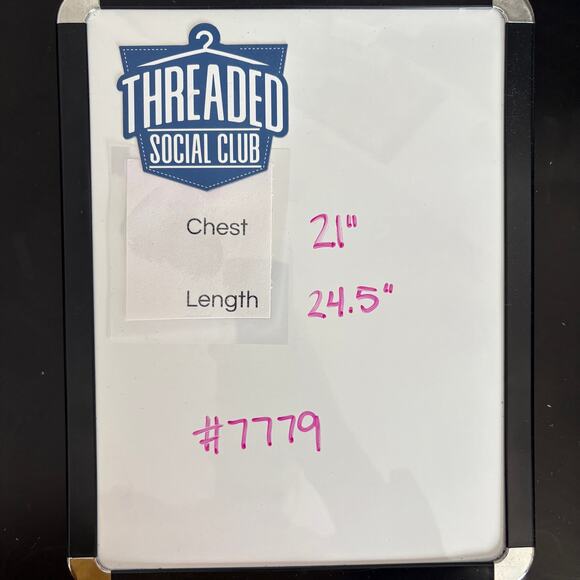 THREADED
SOCIAL CLUB
Chest 21"
Length 24.5"
#7779